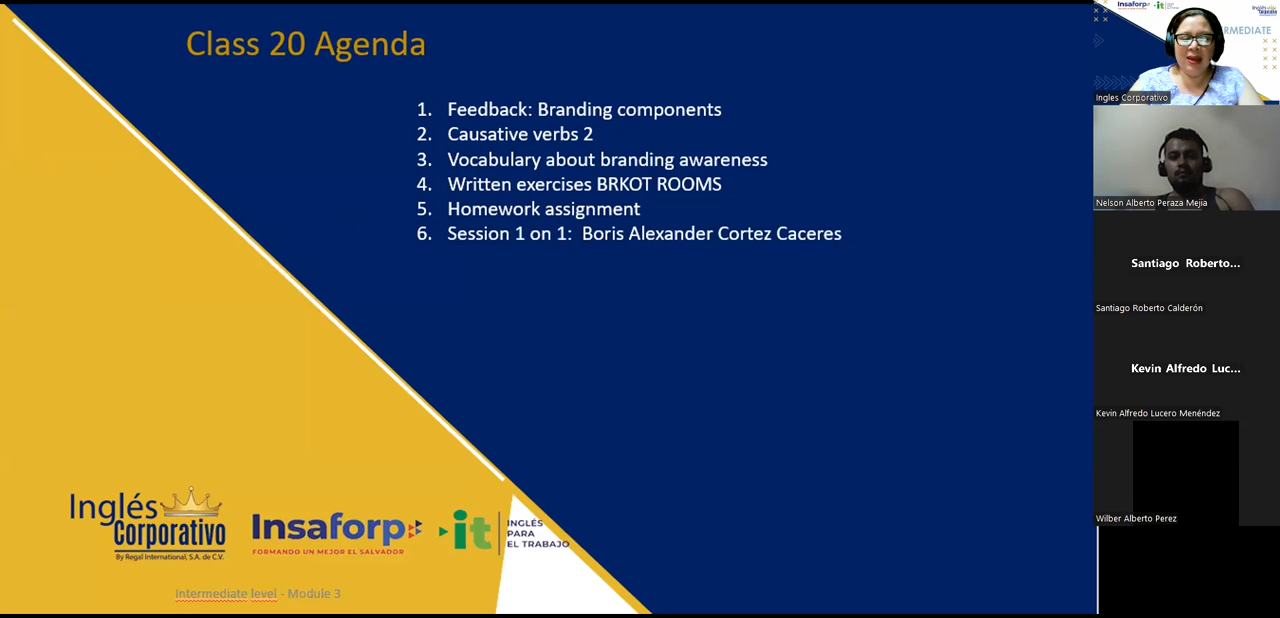 Class 20 Agenda
1. Feedback: Branding components
2. Causative verbs 2
3. Vocabulary about branding awareness
4. Written exercises BRKOT ROOMS
5. Homework assignment
6. Session 1 on 1: Boris Alexander Cortez Caceres
Inglés
Corporativo
By Regal International, S.A. de C.V.
Insaforp
FORMANDO UN MEJOR EL SALVADOR
it
INGLÉS
PARA
EL TRABAJO
Intermediate level - Module 3
Insaforp
it
RMEDIATE
Ingles Corporativo
Nelson Alberto Peraza Mejia
Santiago Roberto...
Santiago Roberto Calderón
Kevin Alfredo Luc...
Kevin Alfredo Lucero Menéndez
Wilber Alberto Perez